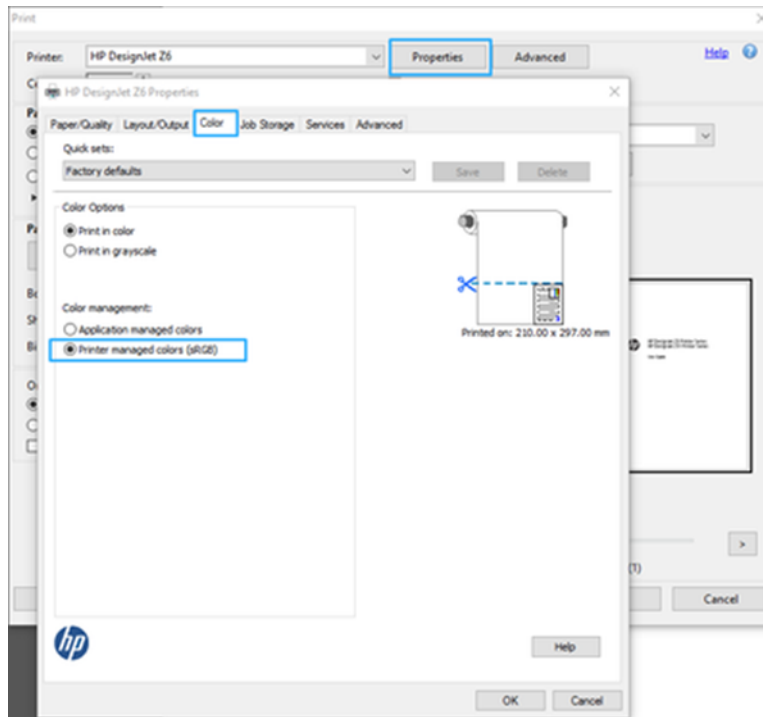 Print
Printer: HP DesignJet Z6 Properties Advanced Help ?
HP DesignJet Z6 Properties
Paper/Quality Layout/Output Color Job Storage Services Advanced
Quick sets:
Factory defaults Save Delete
Color Options
Print in color
Print in grayscale
Color management:
Application managed colors
Printer managed colors (sRGB)
Printed on: 210.00 x 297.00 mm
>
(1)
Cancel
hp
Help
OK Cancel